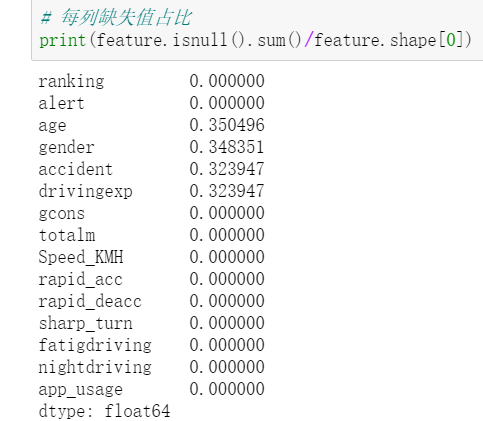 # 每列缺失值占比
print(feature.isnull().sum()/feature.shape[0])
ranking 0.000000
alert 0.000000
age 0.350496
gender 0.348351
accident 0.323947
drivingexp 0.323947
gcons 0.000000
totalm 0.000000
Speed_KMH 0.000000
rapid_acc 0.000000
rapid_deacc 0.000000
sharp_turn 0.000000
fatigdriving 0.000000
nightdriving 0.000000
app_usage 0.000000
dtype: float64